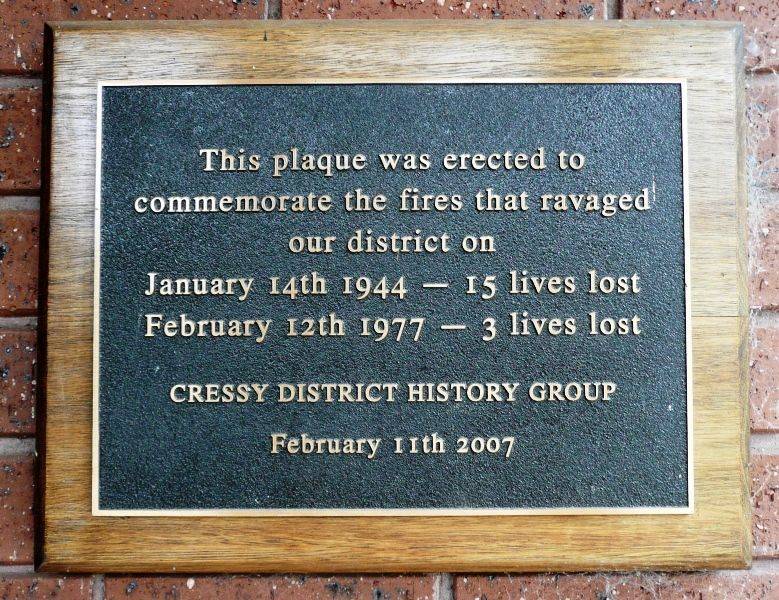 This plaque was erected to
commemorate the fires that ravaged
our district on
January 14th 1944 — 15 lives lost
February 12th 1977 — 3 lives lost
CRESSY DISTRICT HISTORY GROUP
February 11th 2007